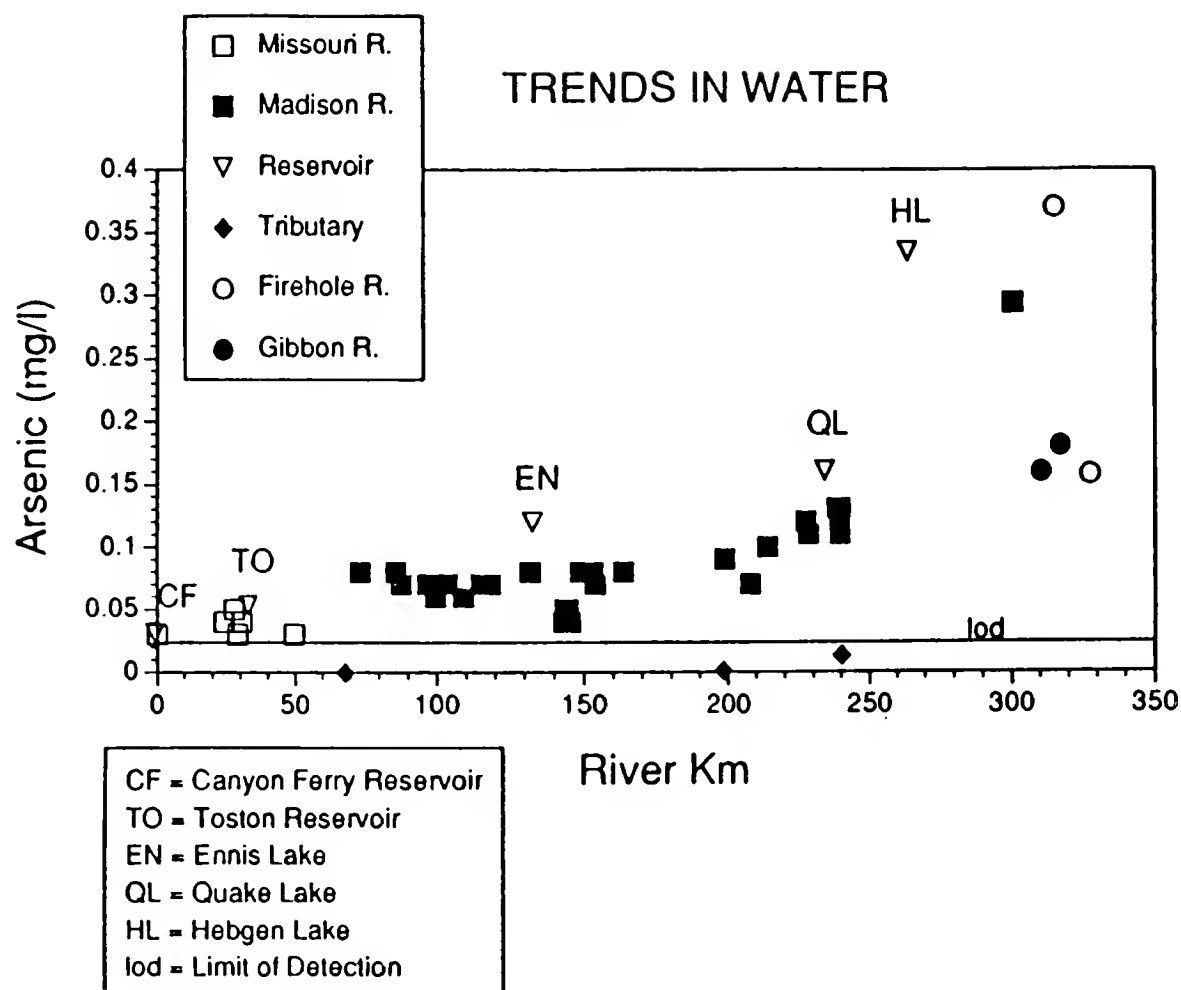 Missouri R.
Madison R.
Reservoir
Tributary
Firehole R.
Gibbon R.
TRENDS IN WATER
Arsenic (mg/l)
0.4
0.35
0.3
0.25
0.2
0.15
0.1
0.05
0
HL
QL
EN
TO
CF
lod
0 50 100 150 200 250 300 350
River Km
CF = Canyon Ferry Reservoir
TO = Toston Reservoir
EN = Ennis Lake
QL = Quake Lake
HL = Hebgen Lake
lod = Limit of Detection